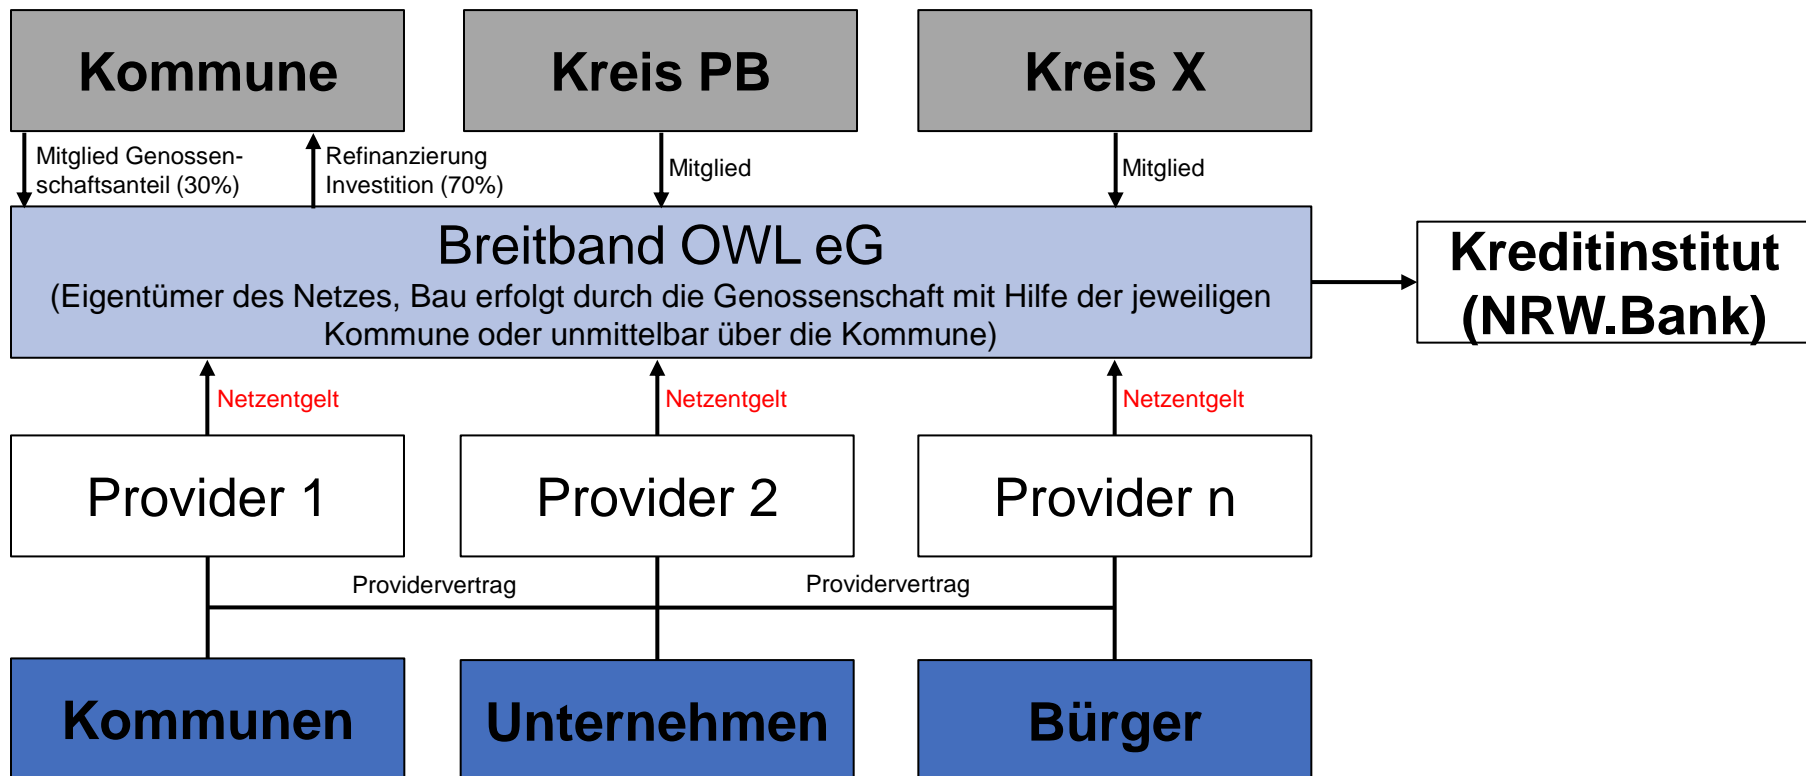 Kommune
Kreis PB
Kreis X
Mitglied Genossen-
schaftsanteil (30%)
Refinanzierung
Investition (70%)
Mitglied
Mitglied
Breitband OWL eG
(Eigentümer des Netzes, Bau erfolgt durch die Genossenschaft mit Hilfe der jeweiligen
Kommune oder unmittelbar über die Kommune)
Kreditinstitut
(NRW.Bank)
Netzentgelt
Netzentgelt
Netzentgelt
Provider 1
Provider 2
Provider n
Providervertrag
Providervertrag
Kommunen
Unternehmen
Bürger